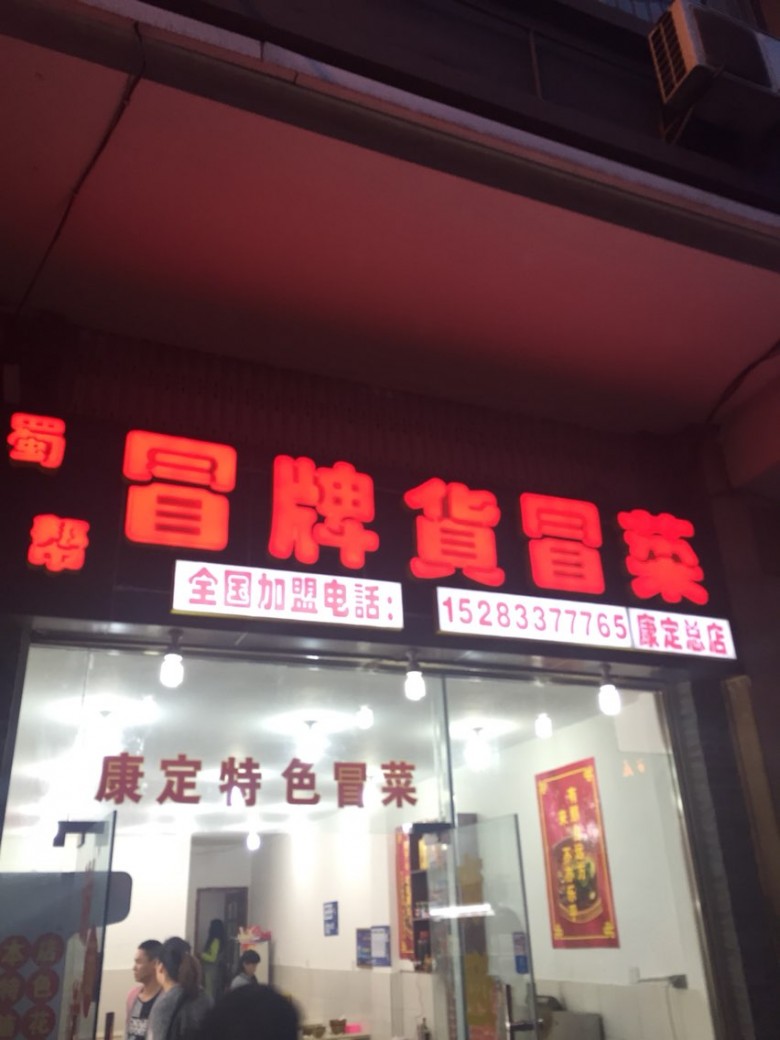 蜀帮
冒牌貨冒菜
全国加盟电話：
15283377765
康定总店
康定特色冒菜